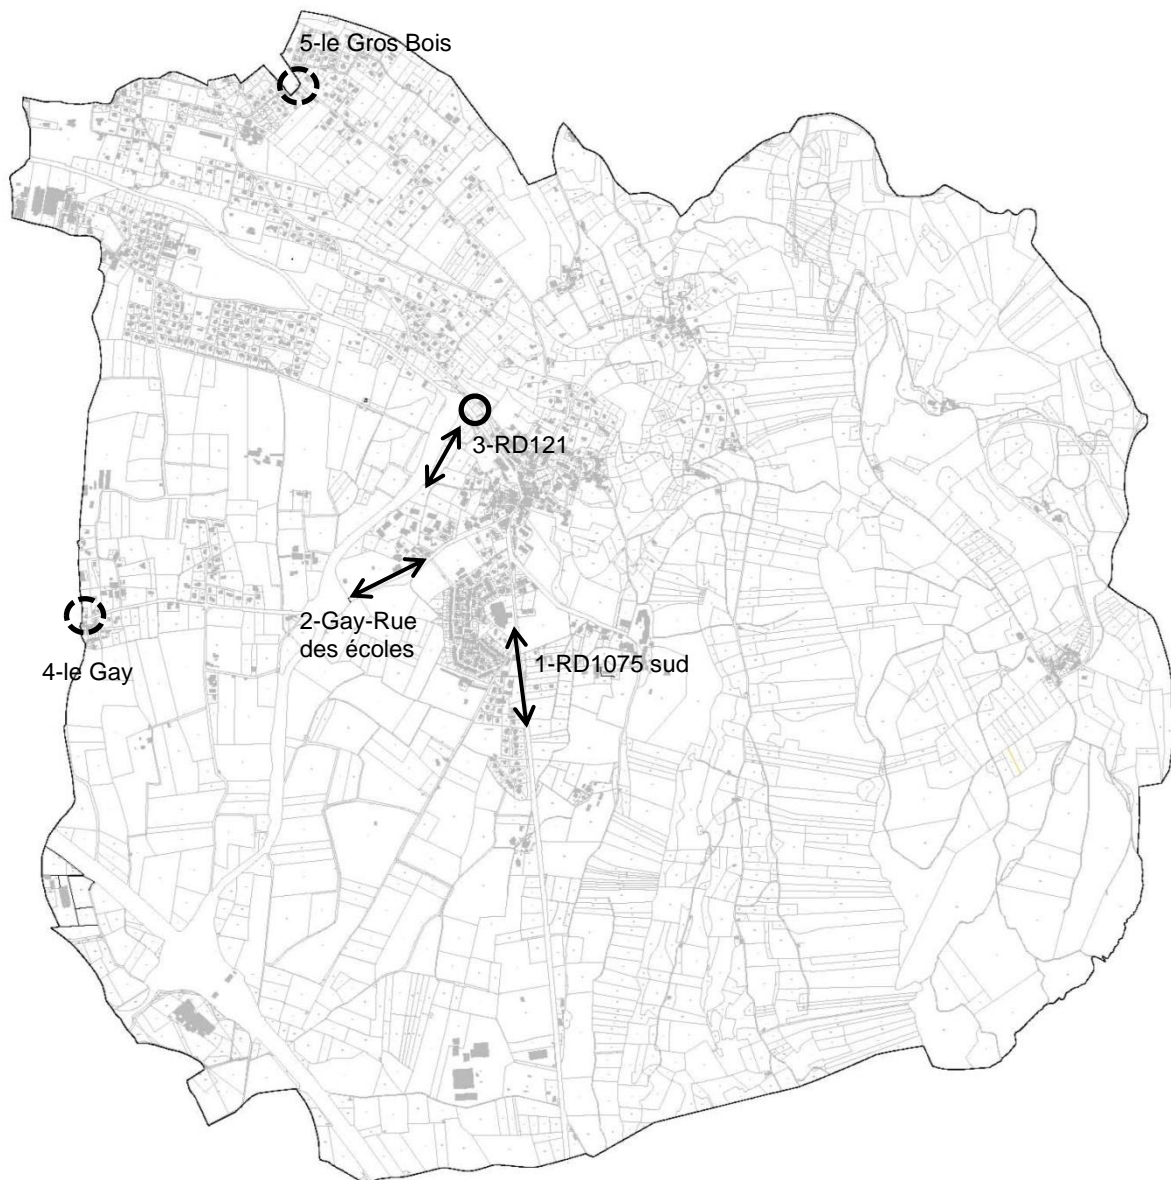 5-le Gros Bois
3-RD121
2-Gay-Rue
des écoles
1-RD1075 sud
4-le Gay